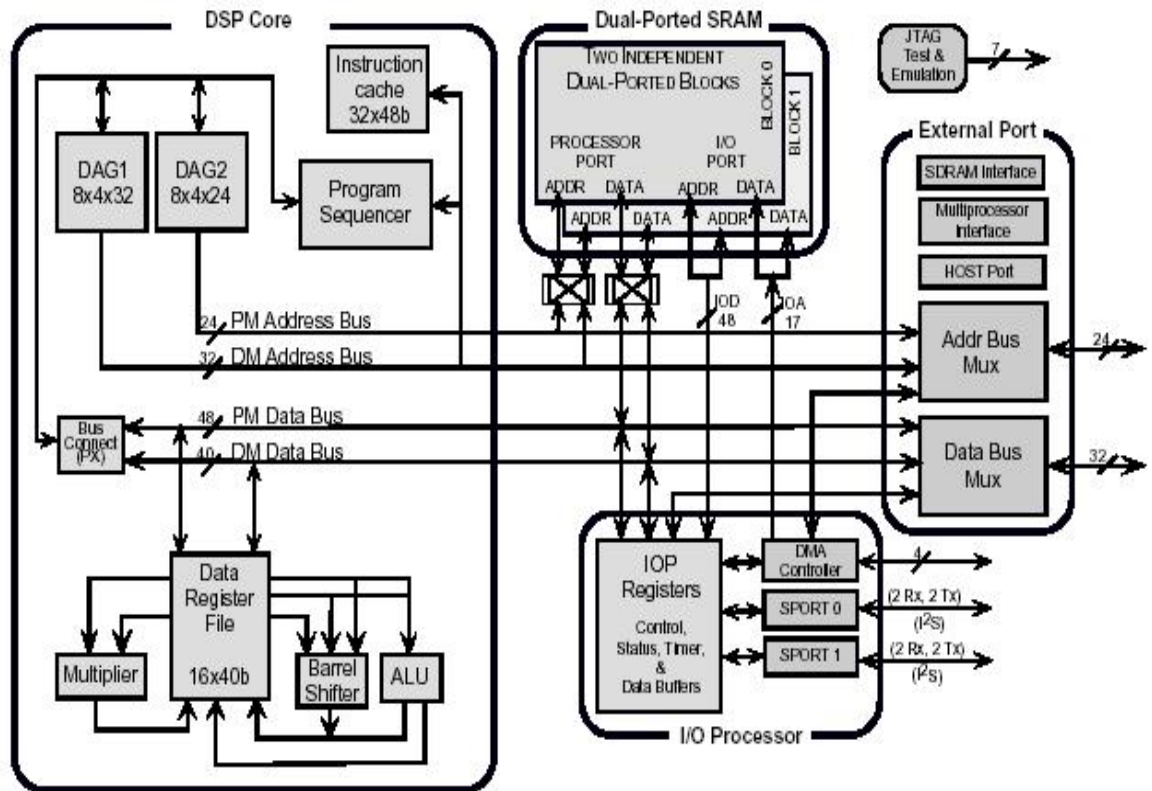 DSP Core
Instruction
cache
32x48b
DAG1
8x4x32
DAG2
8x4x24
Program
Sequencer
24 PM Address Bus
32 DM Address Bus
Bus
Connect
(PX)
48 PM Data Bus
40 DM Data Bus
Data
Register
File
16x40b
Multiplier
Barrel
Shifter
ALU
Dual-Ported SRAM
TWO INDEPENDENT
DUAL-PORTED BLOCKS
BLOCK 0
BLOCK 1
PROCESSOR
PORT
I/O
PORT
ADDR DATA ADDR DATA
ADDR DATA ADDR DATA
IOD
48
IOA
17
JTAG
Test &
Emulation
7
External Port
SDRAM Interface
Multiprocessor
Interface
HOST Port
Addr Bus
Mux
24
Data Bus
Mux
32
IOP
Registers
Control,
Status, Timer,
&
Data Buffers
DMA
Controller
4
SPORT 0
(2 Rx, 2 Tx)
(I²S)
SPORT 1
(2 Rx, 2 Tx)
(I²S)
I/O Processor